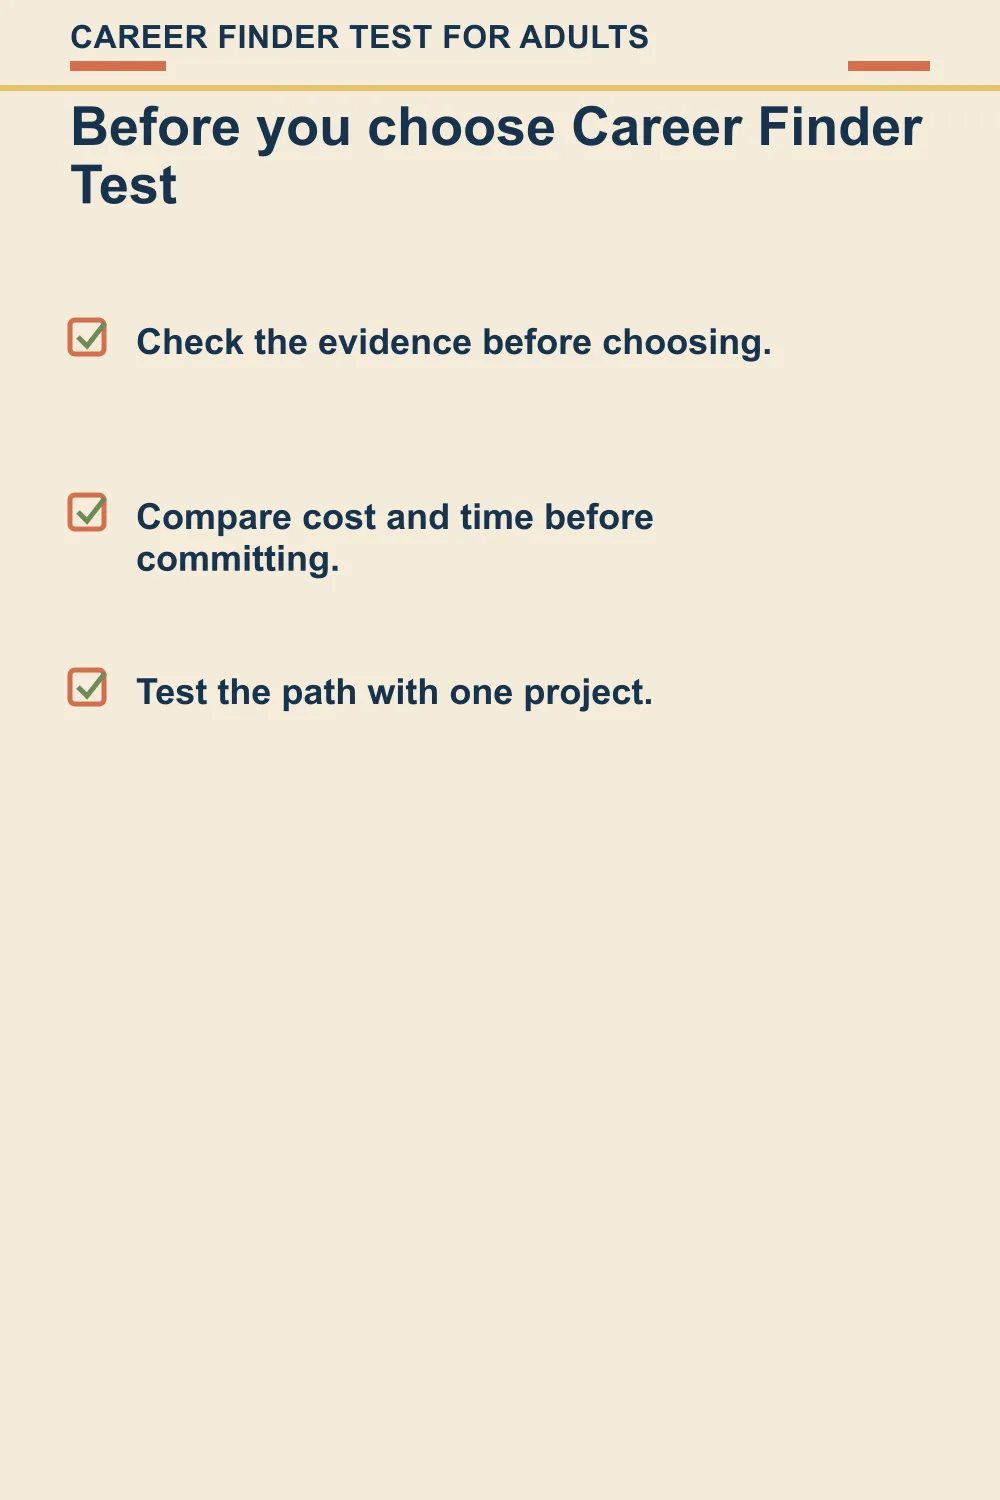 CAREER FINDER TEST FOR ADULTS
Before you choose Career Finder
Test
Check the evidence before choosing.
Compare cost and time before
committing.
Test the path with one project.